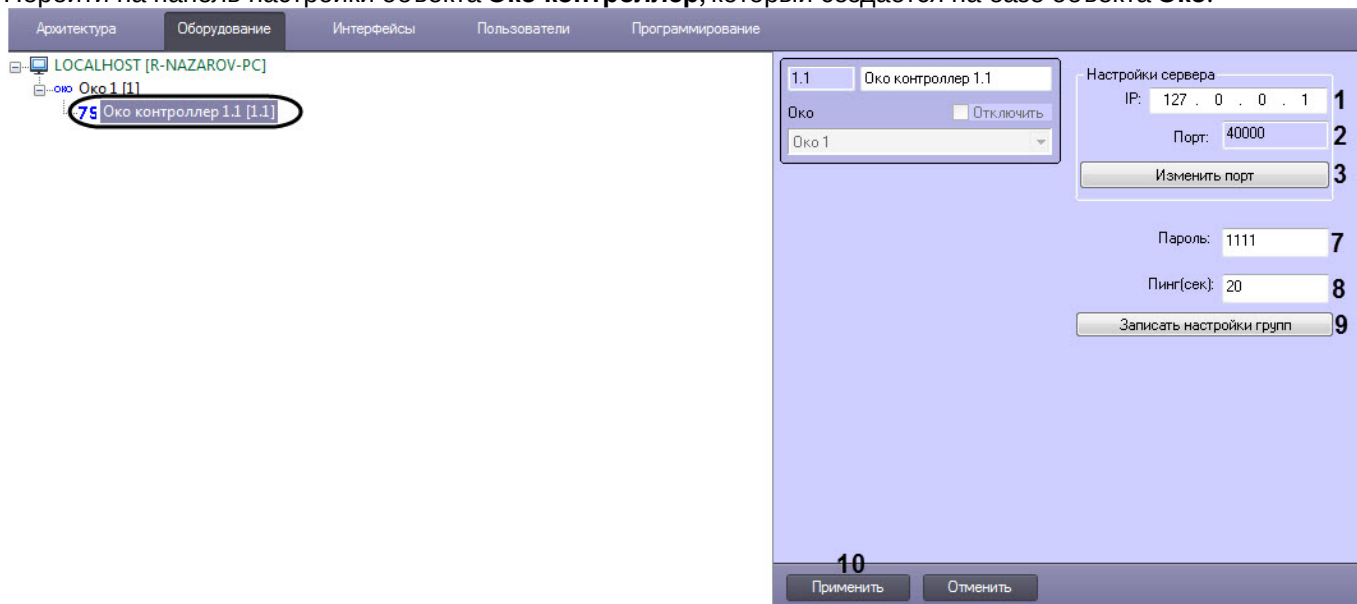 Перейти на панель настройки объекта Око контроллер, который создается на базе объекта Око.
Архитектура Оборудование Интерфейсы Пользователи Программирование
LOCALHOST [R-NAZAROV-PC]
око Око 1 [1]
7S Око контроллер 1.1 [1.1]
1.1 Око контроллер 1.1
Око Отключить
Око 1
Настройки сервера
IP: 127 . 0 . 0 . 1 1
Порт: 40000 2
Изменить порт 3
Пароль: 1111 7
Пинг(сек): 20 8
Записать настройки групп 9
10
Применить Отменить